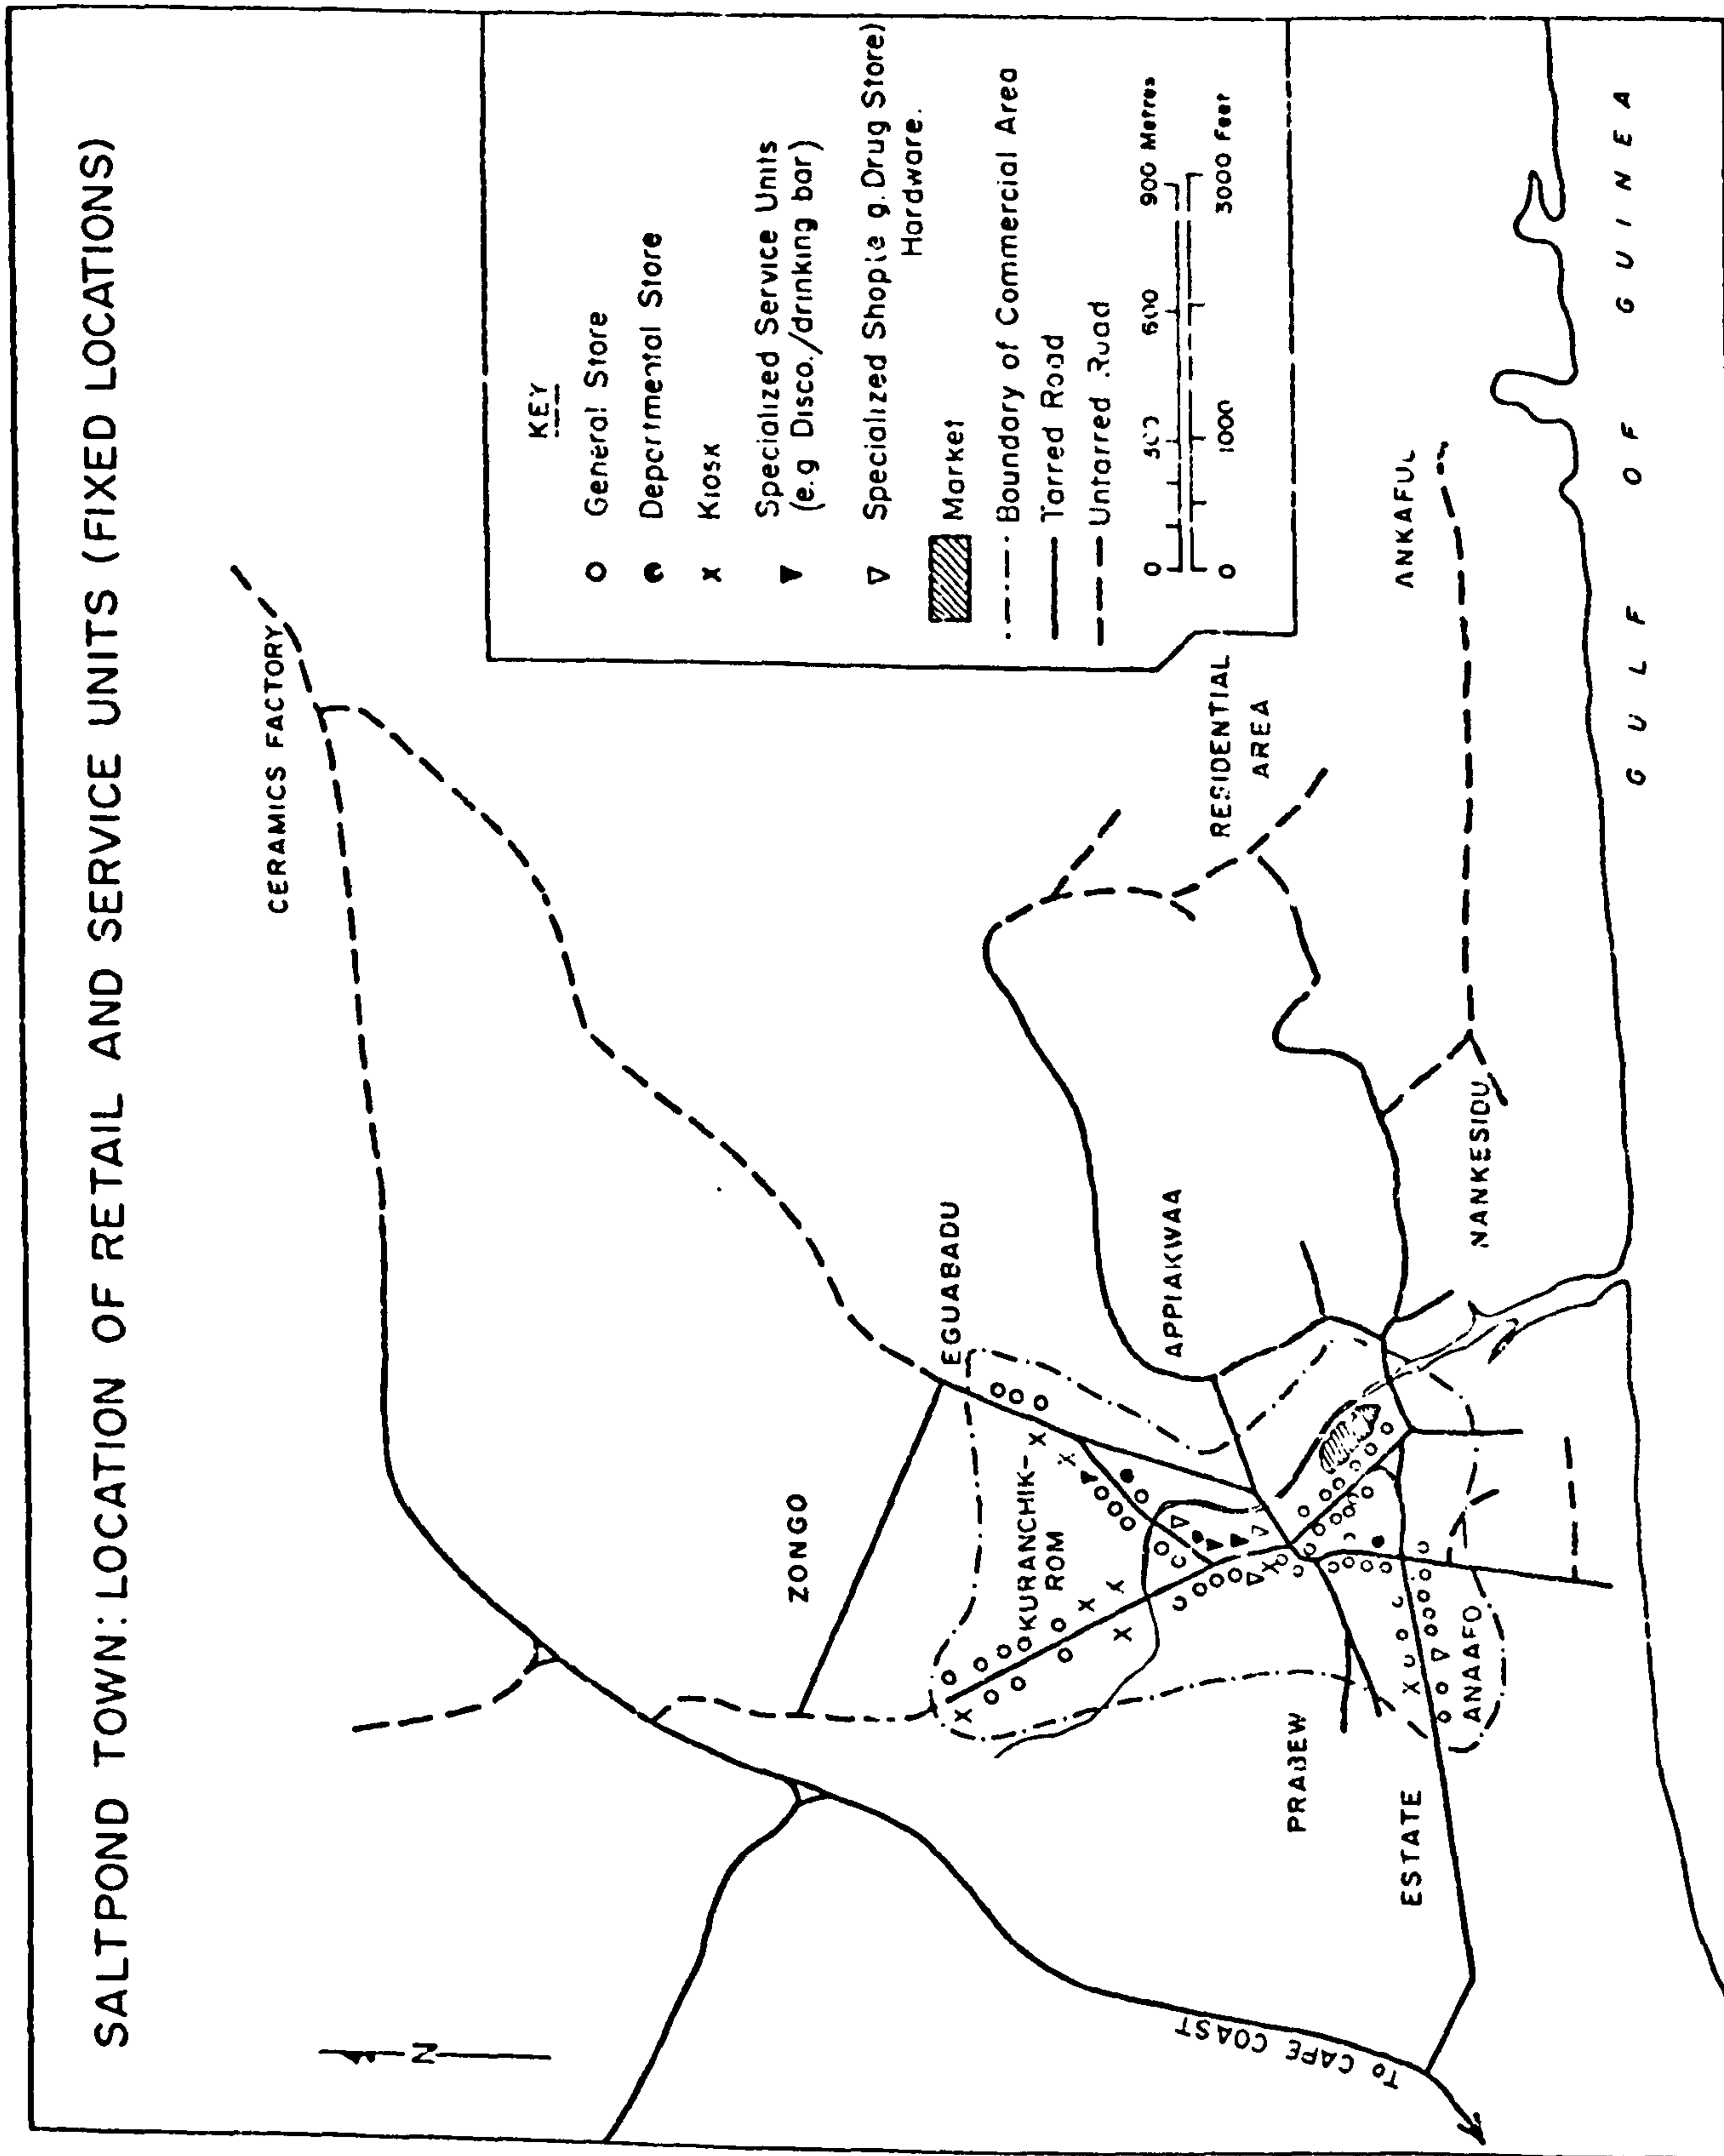 SALTPOND TOWN: LOCATION OF RETAIL AND SERVICE UNITS (FIXED LOCATIONS)
N
CERAMICS FACTORY
KEY
General Store
Departmental Store
Kiosk
Specialized Service Units
(e.g Disco./drinking bar)
Specialized Shop(e g. Drug Store)
Hardware.
Market
Boundary of Commercial Area
Tarred Road
Untarred Road
0 300 600 900 Metres
0 1000 3000 Feet
ZONGO
EGUABADU
KURANCHIK-
ROM
APPIAKWAA
RESIDENTIAL
AREA
PRABEW
ESTATE
ANAAFO
NANKESIDU
ANKAFUL
TO CAPE COAST
GULF OF GUINEA